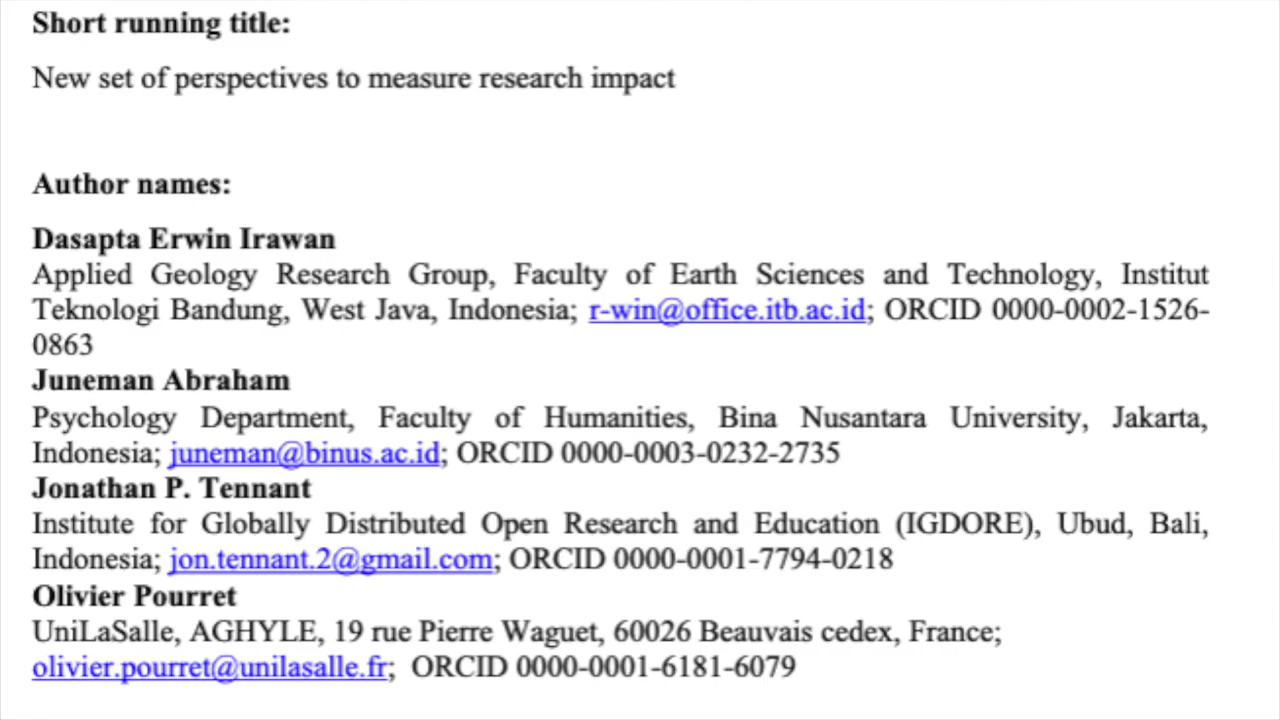 Short running title:
New set of perspectives to measure research impact
Author names:
Dasapta Erwin Irawan
Applied Geology Research Group, Faculty of Earth Sciences and Technology, Institut
Teknologi Bandung, West Java, Indonesia; r-win@office.itb.ac.id; ORCID 0000-0002-1526-
0863
Juneman Abraham
Psychology Department, Faculty of Humanities, Bina Nusantara University, Jakarta,
Indonesia; juneman@binus.ac.id; ORCID 0000-0003-0232-2735
Jonathan P. Tennant
Institute for Globally Distributed Open Research and Education (IGDORE), Ubud, Bali,
Indonesia; jon.tennant.2@gmail.com; ORCID 0000-0001-7794-0218
Olivier Pourret
UniLaSalle, AGHYLE, 19 rue Pierre Waguet, 60026 Beauvais cedex, France;
olivier.pourret@unilasalle.fr; ORCID 0000-0001-6181-6079